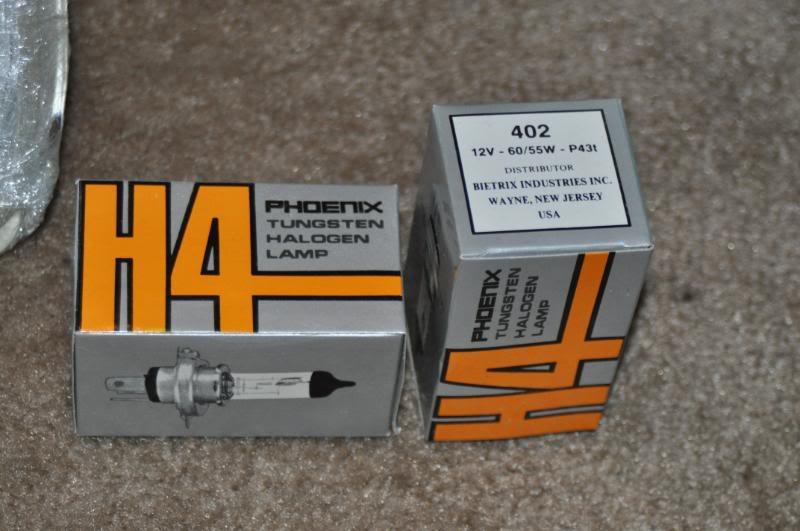 H4
PHOENIX
TUNGSTEN
HALOGEN
LAMP
402
12V - 60/55W - P43t
DISTRIBUTOR
BIETRIX INDUSTRIES INC.
WAYNE, NEW JERSEY
USA
PHOENIX
TUNGSTEN
HALOGEN
LAMP
H4